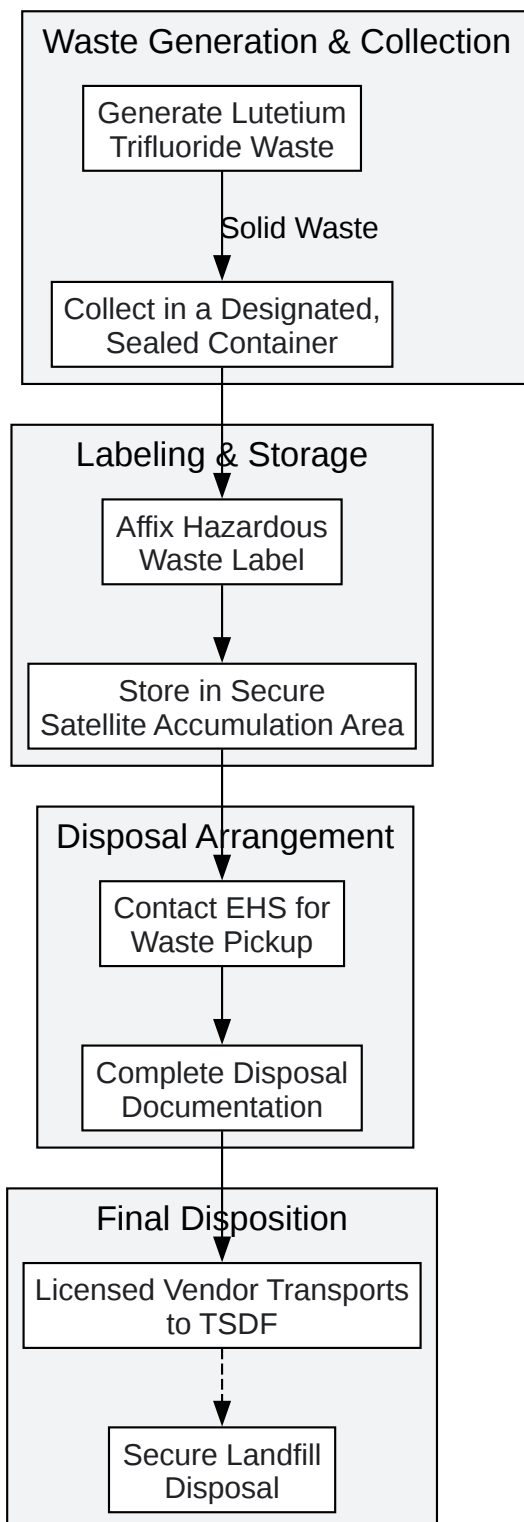 Waste Generation & Collection
Generate Lutetium
Trifluoride Waste
Solid Waste
Collect in a Designated,
Sealed Container
Labeling & Storage
Affix Hazardous
Waste Label
Store in Secure
Satellite Accumulation Area
Disposal Arrangement
Contact EHS for
Waste Pickup
Complete Disposal
Documentation
Final Disposition
Licensed Vendor Transports
to TSDF
Secure Landfill
Disposal